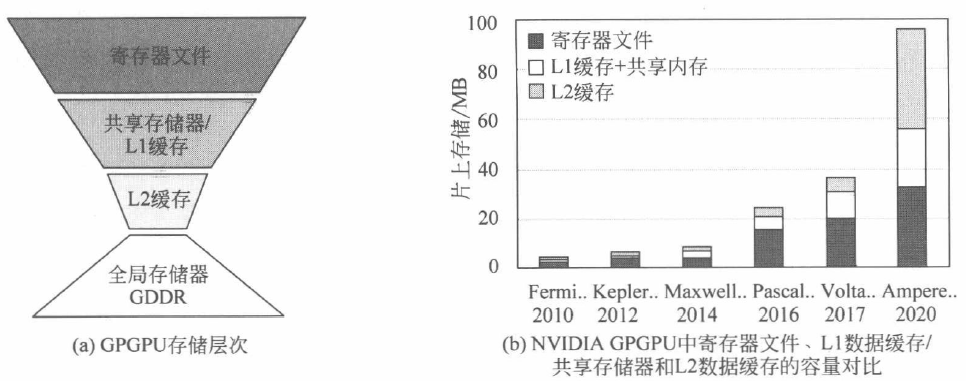 寄存器文件
共享存储器/
L1缓存
L2缓存
全局存储器
GDDR
(a) GPGPU存储层次
100
80
60
40
20
0
片上存储/MB
寄存器文件
L1缓存+共享内存
L2缓存
Fermi.. Kepler.. Maxwell.. Pascal.. Volta.. Ampere..
2010 2012 2014 2016 2017 2020
(b) NVIDIA GPGPU中寄存器文件、L1数据缓存/
共享存储器和L2数据缓存的容量对比